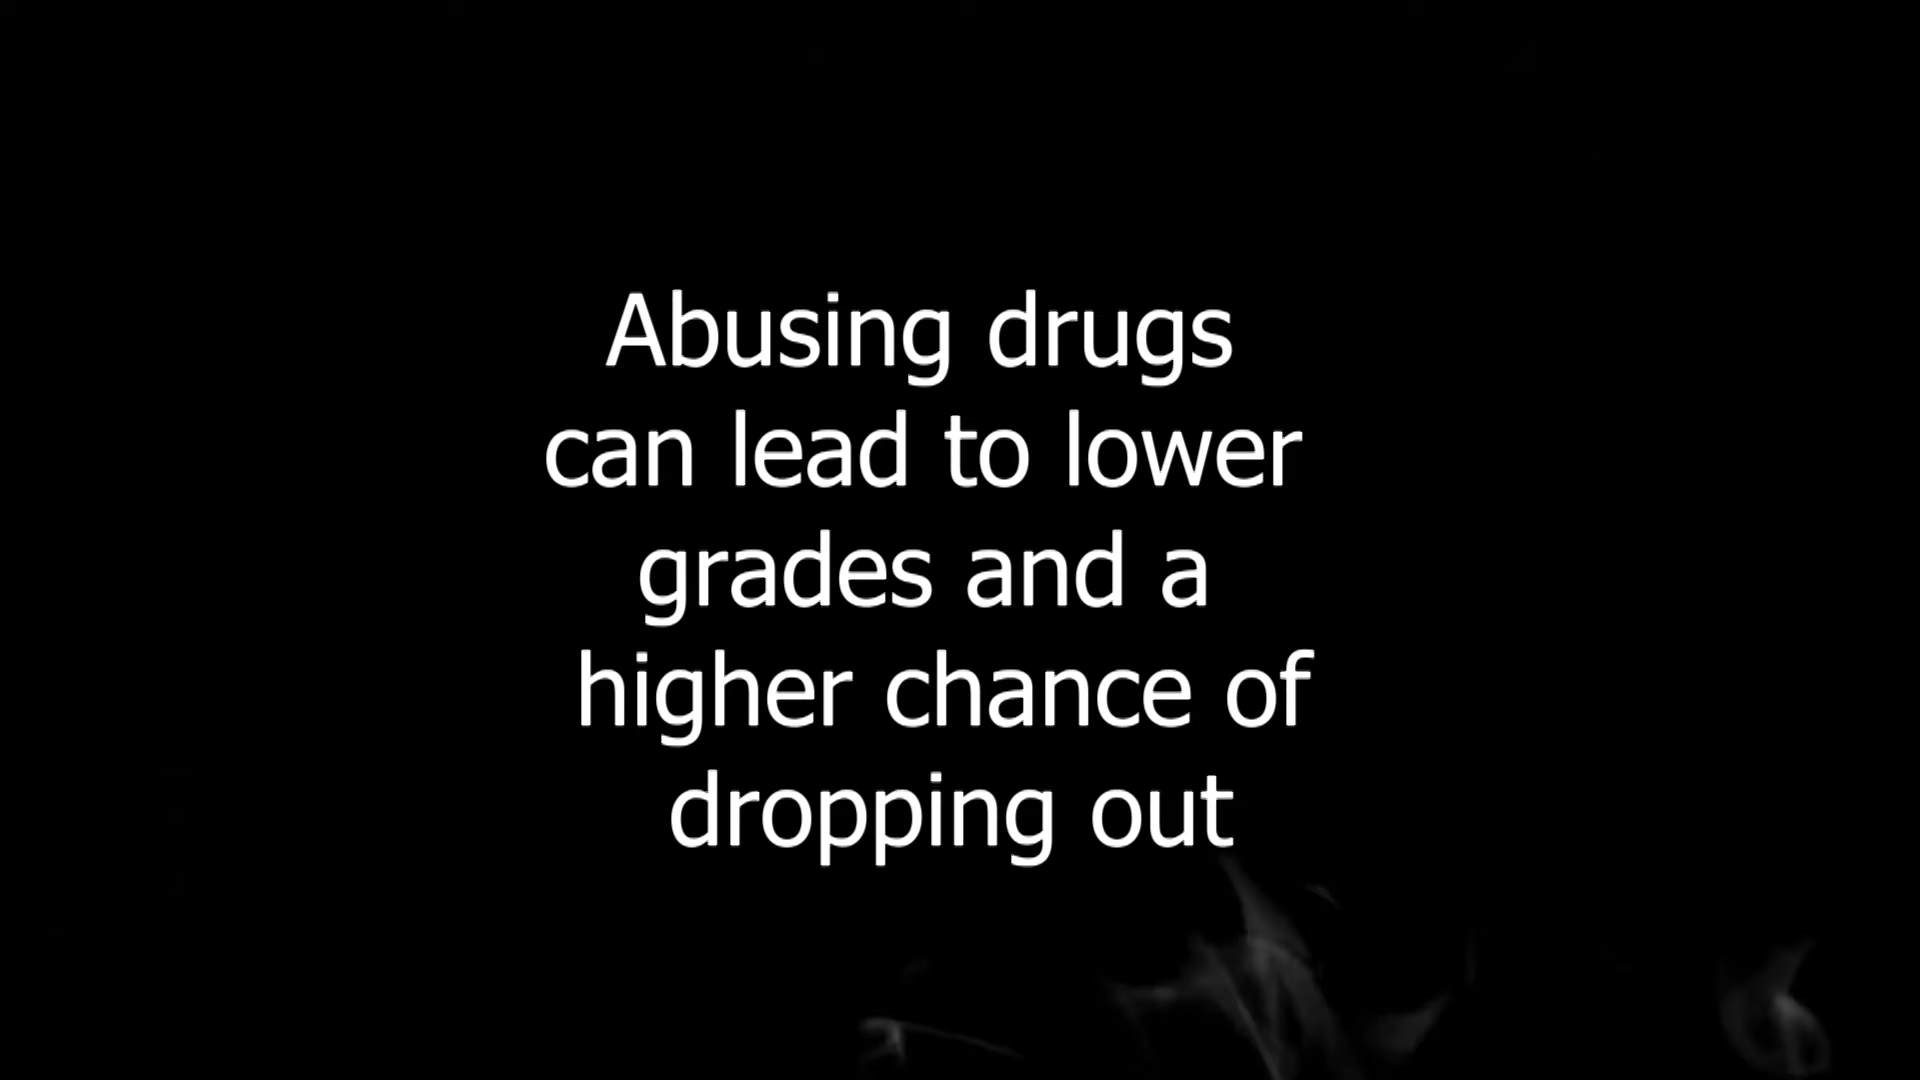 Abusing drugs
can lead to lower
grades and a
higher chance of
dropping out